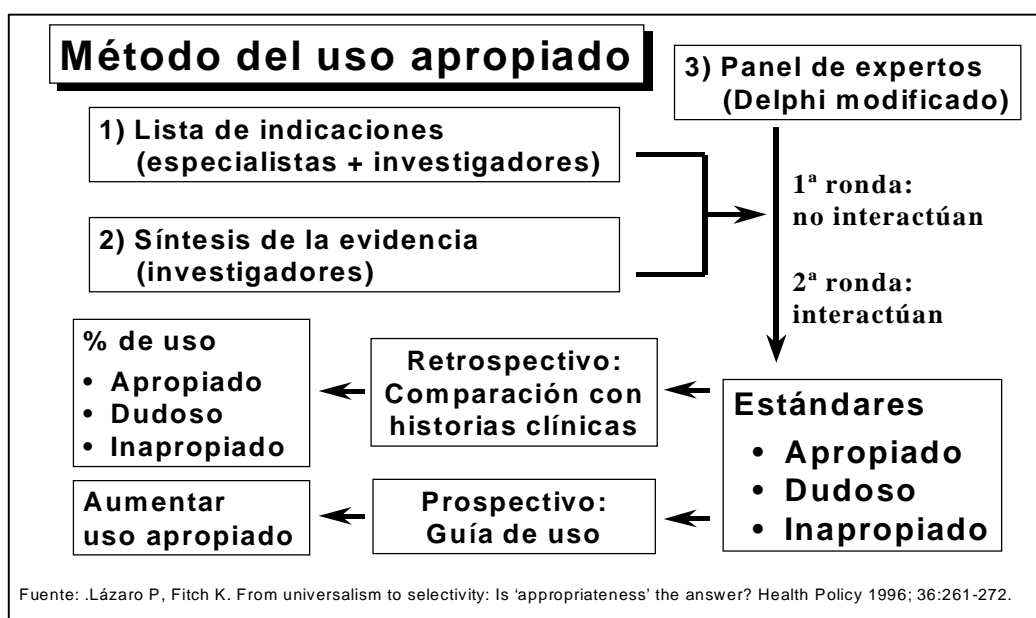 Método del uso apropiado
3) Panel de expertos
(Delphi modificado)
1) Lista de indicaciones
(especialistas + investigadores)
1ª ronda:
no interactúan
2) Síntesis de la evidencia
(investigadores)
2ª ronda:
interactúan
% de uso
• Apropiado
• Dudoso
• Inapropiado
Retrospectivo:
Comparación con
historias clínicas
Estándares
• Apropiado
• Dudoso
• Inapropiado
Aumentar
uso apropiado
Prospectivo:
Guía de uso
Fuente: .Lázaro P, Fitch K. From universalism to selectivity: Is ‘appropriateness’ the answer? Health Policy 1996; 36:261-272.